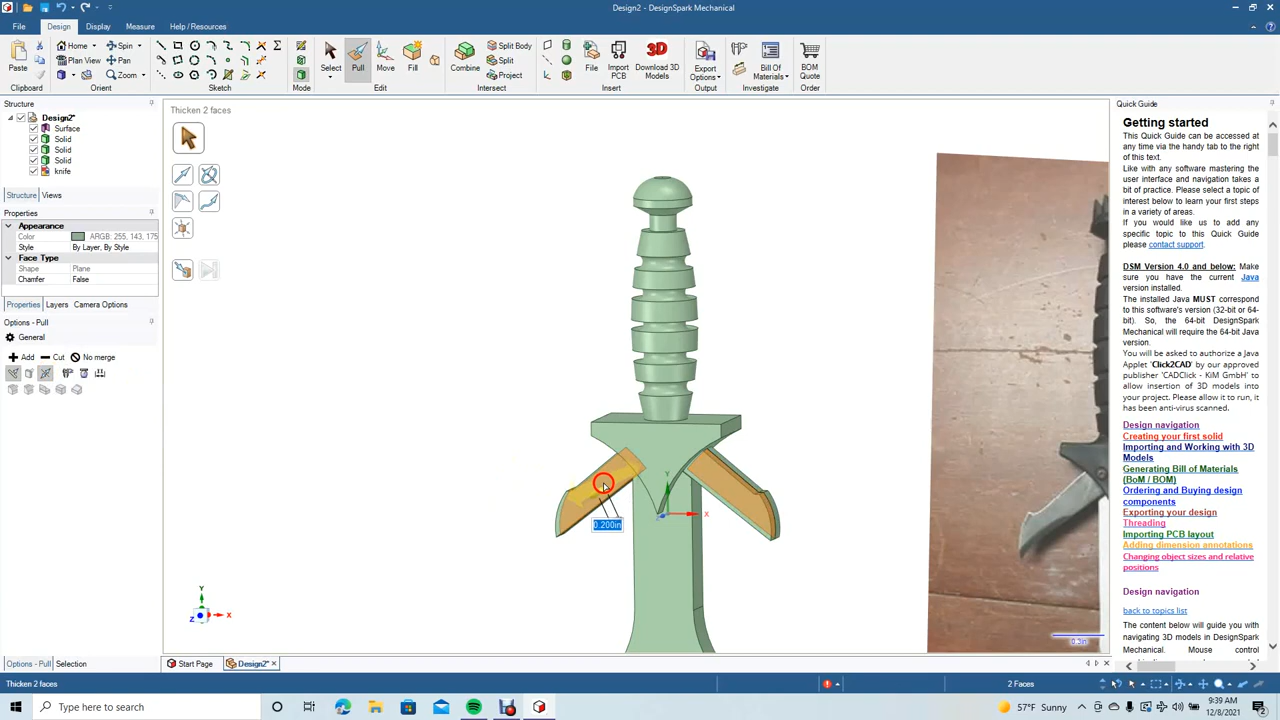 Design2 - DesignSpark Mechanical
File Design Display Measure Help / Resources
Paste
Home Spin
Plan View Pan
Zoom
Select Pull Move Fill
Combine
Split Body
Split
Project
File
Import PCB
Download 3D Models
Export Options
Bill Of Materials
BOM Quote
Clipboard Orient Sketch Mode Edit Intersect Insert Output Investigate Order
Structure
Design2*
Surface
Solid
Solid
Solid
knife
Structure Views
Properties
Appearance
Color ARGB: 255, 143, 175
Style By Layer, By Style
Face Type
Shape Plane
Chamfer False
Properties Layers Camera Options
Options - Pull
General
Add Cut No merge
Options - Pull Selection
Thicken 2 faces
0.200in
Y
X
Y
X
Z
0.3in
Start Page Design2*
Quick Guide
Getting started
This Quick Guide can be accessed at
any time via the handy tab to the right
of this text.
Like with any software mastering the
user interface and navigation takes a
bit of practice. Please select a topic of
interest below to learn your first steps
in a variety of areas.
If you would like us to add any
specific topic to this Quick Guide
please contact support.
DSM Version 4.0 and below: Make
sure you have the current Java
version installed.
The installed Java MUST correspond
to this software's version (32-bit or 64-
bit). So, the 64-bit DesignSpark
Mechanical will require the 64-bit Java
version.
You will be asked to authorize a Java
Applet 'Click2CAD' by our approved
publisher 'CADClick - KiM GmbH' to
allow insertion of 3D models into
your project. Please allow it to run, it
has been anti-virus scanned.
Design navigation
Creating your first solid
Importing and Working with 3D
Models
Generating Bill of Materials
(BoM / BOM)
Ordering and Buying design
components
Exporting your design
Threading
Importing PCB layout
Adding dimension annotations
Changing object sizes and relative
positions
Design navigation
back to topics list
The content below will guide you with
navigating 3D models in DesignSpark
Mechanical. Mouse control
Thicken 2 faces
2 Faces
Type here to search
57°F Sunny
9:39 AM
12/8/2021
2